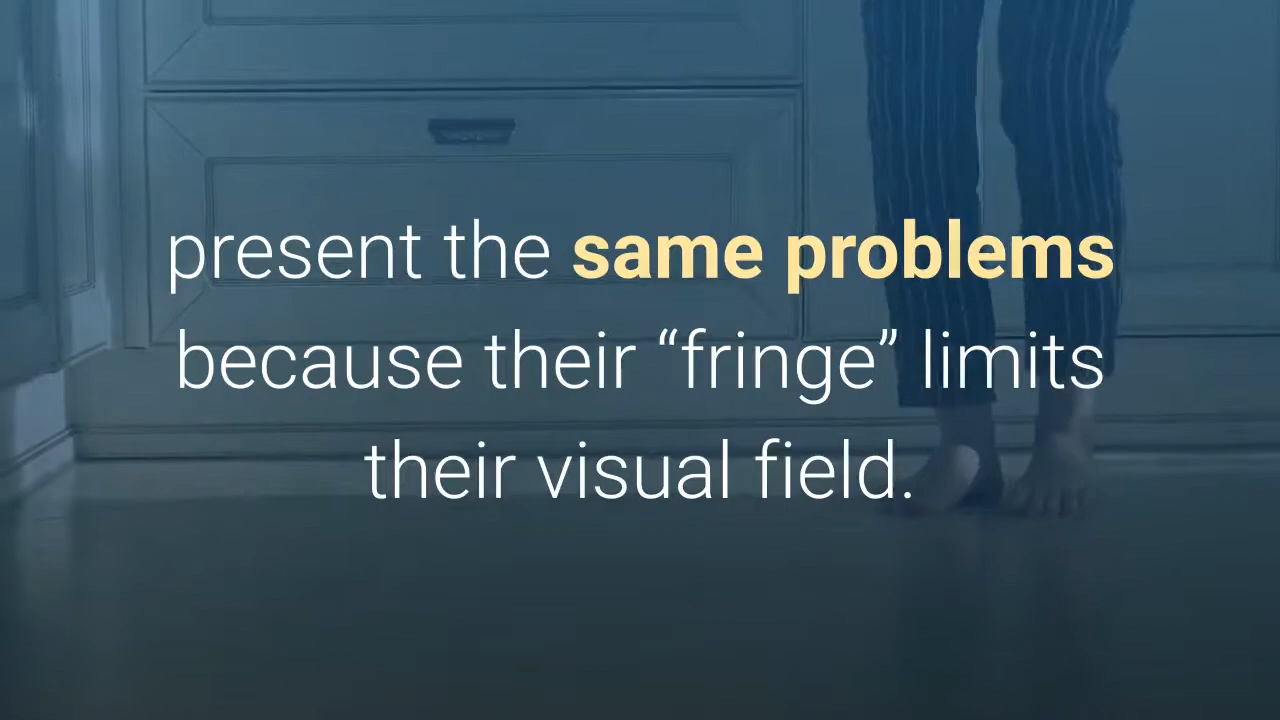 present the same problems
because their “fringe” limits
their visual field.